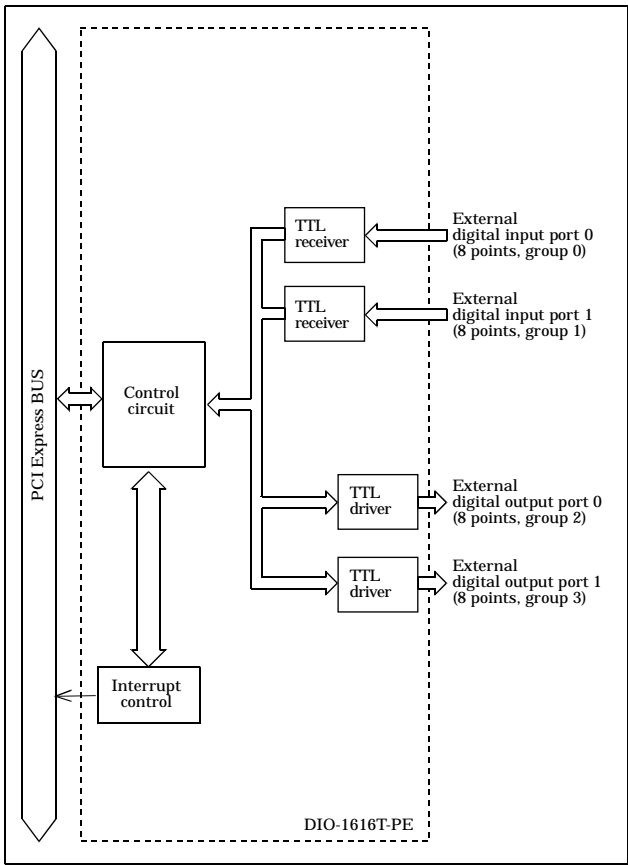 TTL
receiver
External
digital input port 0
(8 points, group 0)
TTL
receiver
External
digital input port 1
(8 points, group 1)
PCI Express BUS
Control
circuit
TTL
driver
External
digital output port 0
(8 points, group 2)
TTL
driver
External
digital output port 1
(8 points, group 3)
Interrupt
control
DIO-1616T-PE